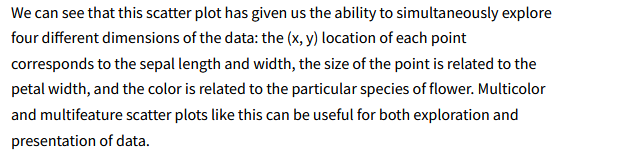 We can see that this scatter plot has given us the ability to simultaneously explore
four different dimensions of the data: the (x, y) location of each point
corresponds to the sepal length and width, the size of the point is related to the
petal width, and the color is related to the particular species of flower. Multicolor
and multifeature scatter plots like this can be useful for both exploration and
presentation of data.